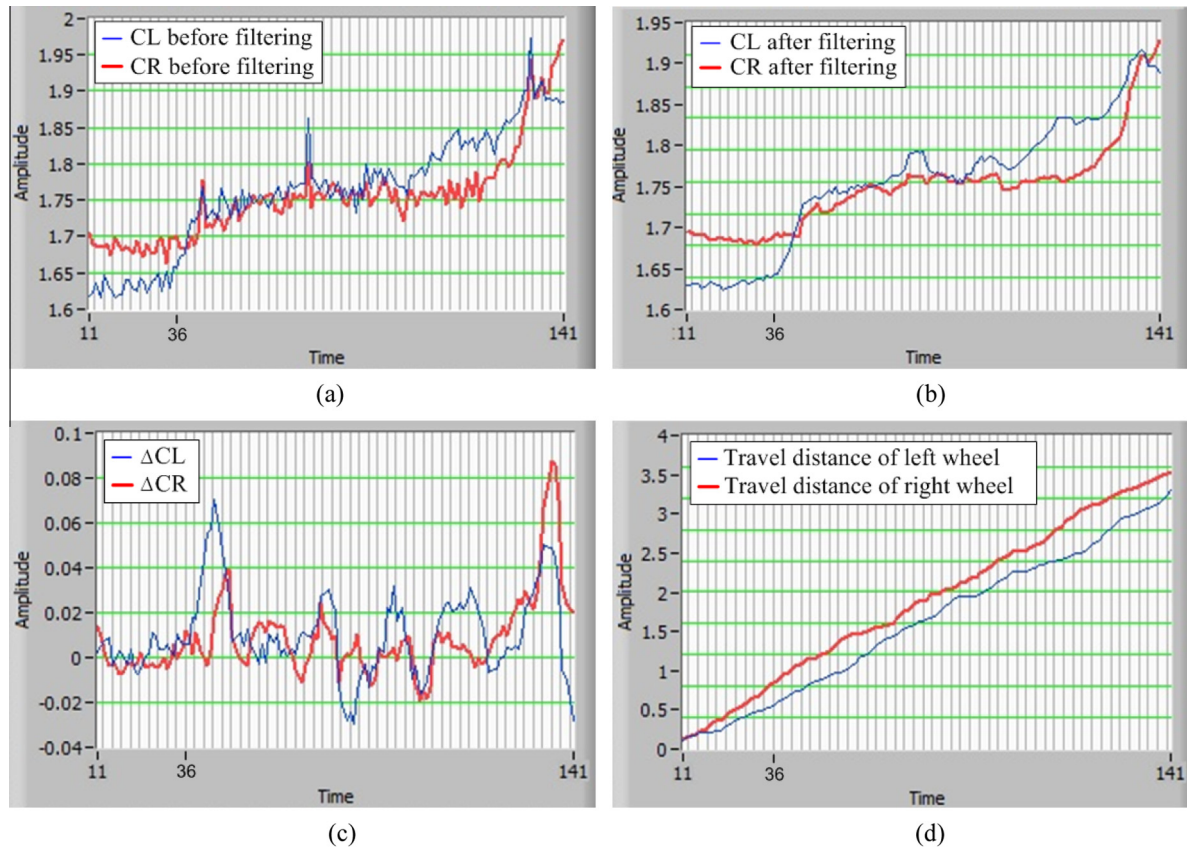 2
1.95
1.9
1.85
1.8
1.75
1.7
1.65
1.6
Amplitude
CL before filtering
CR before filtering
11
36
141
Time
(a)
1.95
1.9
1.85
1.8
1.75
1.7
1.65
1.6
Amplitude
CL after filtering
CR after filtering
11
36
141
Time
(b)
0.1
0.08
0.06
0.04
0.02
0
-0.02
-0.04
Amplitude
ΔCL
ΔCR
11
36
141
Time
(c)
4
3.5
3
2.5
2
1.5
1
0.5
0
Amplitude
Travel distance of left wheel
Travel distance of right wheel
11
36
141
Time
(d)